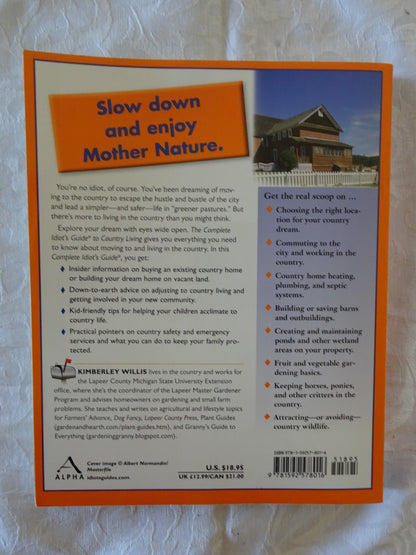 Slow down
and enjoy
Mother Nature.
You're no idiot, of course. You've been dreaming of mov-
ing to the country to escape the hustle and bustle of the city
and lead a simpler—and safer—life in "greener pastures." But
there's more to living in the country than you might think.
Explore your dream with eyes wide open. The Complete
Idiot's Guide® to Country Living gives you everything you need
to know about moving to and living in the country. In this
Complete Idiot's Guide®, you get:
♦ Insider information on buying an existing country home
or building your dream home on vacant land.
♦ Down-to-earth advice on adjusting to country living and
getting involved in your new community.
♦ Kid-friendly tips for helping your children acclimate to
country life.
♦ Practical pointers on country safety and emergency
services and what you can do to keep your family pro-
tected.
KIMBERLEY WILLIS lives in the country and works for
the Lapeer County Michigan State University Extension
office, where she's the coordinator of the Lapeer Master Gardener
Program and advises homeowners on gardening and small farm
problems. She teaches and writes on agricultural and lifestyle topics
for Farmers' Advance, Dog Fancy, Lapeer County Press, Plant Guides
(gardenandhearth.com/plant-guides.htm), and Granny's Guide to
Everything (gardeninggranny.blogspot.com).
Get the real scoop on ...
♦ Choosing the right loca-
tion for your country
dream.
♦ Commuting to the
city and working in the
country.
♦ Country home heating,
plumbing, and septic
systems.
♦ Building or saving barns
and outbuildings.
♦ Creating and maintaining
ponds and other wetland
areas on your property.
♦ Fruit and vegetable gar-
dening basics.
♦ Keeping horses, ponies,
and other critters in the
country.
♦ Attracting—or avoiding—
country wildlife.
A
ALPHA
Cover image © Albert Normandin/
Masterfile
idiotsguides.com
U.S. $18.95
UK £12.99/CAN $21.00
ISBN 978-1-59257-801-6
51895
9 781592 578016